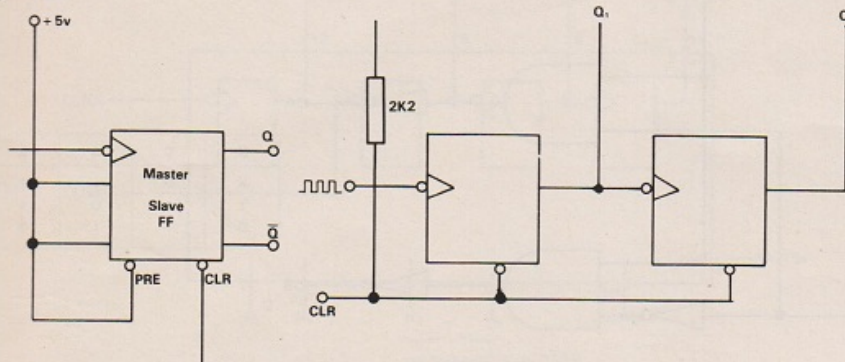 +5v
Master
Slave
FF
Q
Q̅
PRE
CLR
2K2
CLR
Q₁